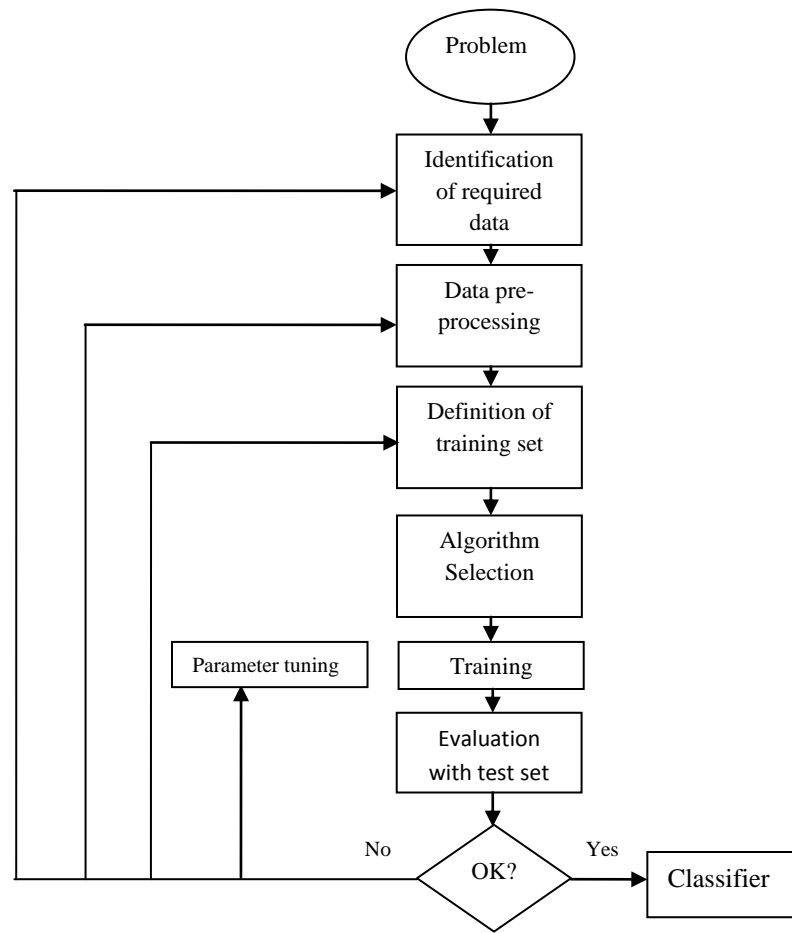 Problem
Identification
of required
data
Data pre-
processing
Definition of
training set
Algorithm
Selection
Parameter tuning
Training
Evaluation
with test set
No
OK?
Yes
Classifier